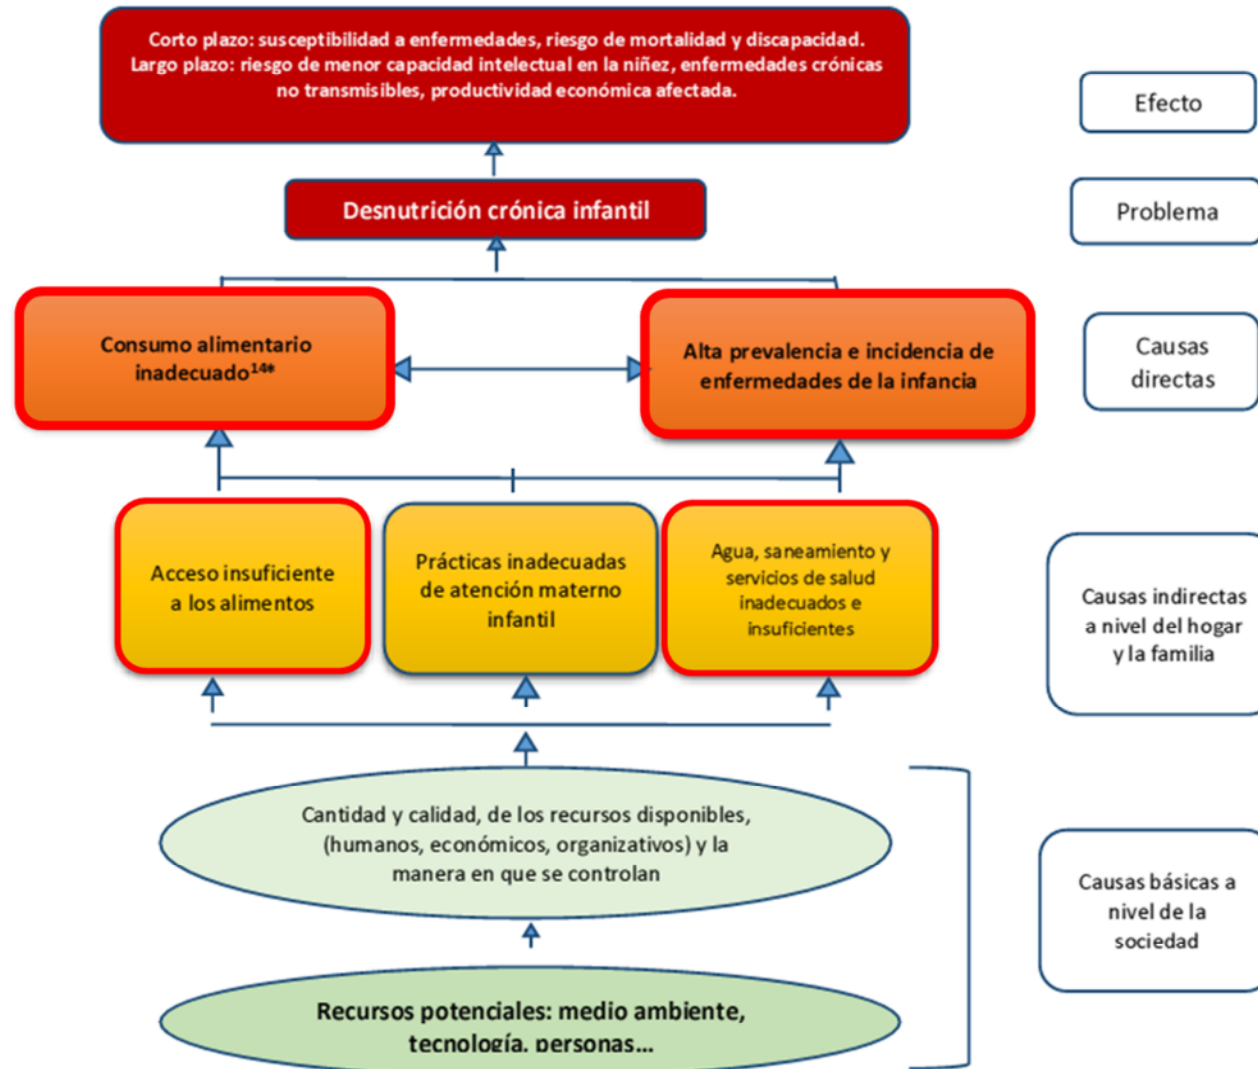 Corto plazo: susceptibilidad a enfermedades, riesgo de mortalidad y discapacidad.
Largo plazo: riesgo de menor capacidad intelectual en la niñez, enfermedades crónicas
no transmisibles, productividad económica afectada.
Efecto
Desnutrición crónica infantil
Problema
Consumo alimentario
inadecuado¹⁴*
Alta prevalencia e incidencia de
enfermedades de la infancia
Causas
directas
Acceso insuficiente
a los alimentos
Prácticas inadecuadas
de atención materno
infantil
Agua, saneamiento y
servicios de salud
inadecuados e
insuficientes
Causas indirectas
a nivel del hogar
y la familia
Cantidad y calidad, de los recursos disponibles,
(humanos, económicos, organizativos) y la
manera en que se controlan
Causas básicas a
nivel de la
sociedad
Recursos potenciales: medio ambiente,
tecnología, personas...